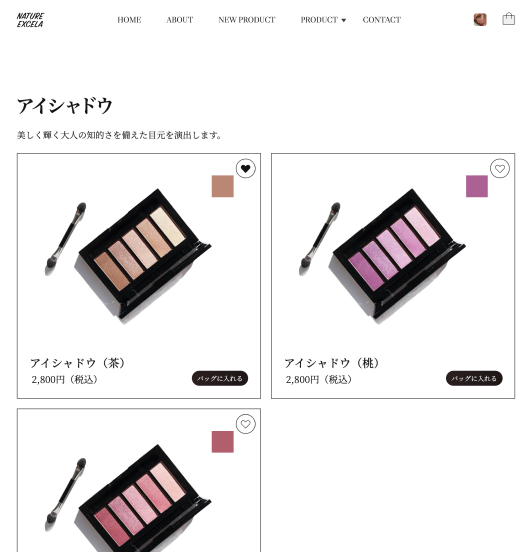 NATURE
EXCELA
HOME
ABOUT
NEW PRODUCT
PRODUCT
CONTACT
アイシャドウ
美しく輝く大人の知的さを備えた目元を演出します。
アイシャドウ（茶）
2,800円（税込）
バッグに入れる
アイシャドウ（桃）
2,800円（税込）
バッグに入れる